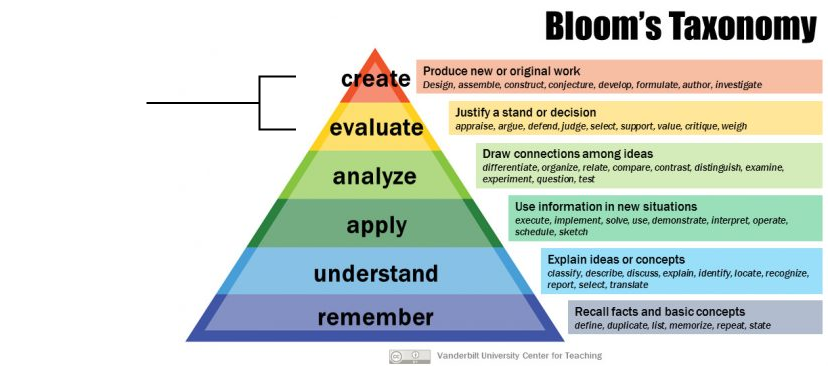 Bloom's Taxonomy
create
Produce new or original work
Design, assemble, construct, conjecture, develop, formulate, author, investigate
evaluate
Justify a stand or decision
appraise, argue, defend, judge, select, support, value, critique, weigh
analyze
Draw connections among ideas
differentiate, organize, relate, compare, contrast, distinguish, examine,
experiment, question, test
apply
Use information in new situations
execute, implement, solve, use, demonstrate, interpret, operate,
schedule, sketch
understand
Explain ideas or concepts
classify, describe, discuss, explain, identify, locate, recognize,
report, select, translate
remember
Recall facts and basic concepts
define, duplicate, list, memorize, repeat, state
cc
Vanderbilt University Center for Teaching